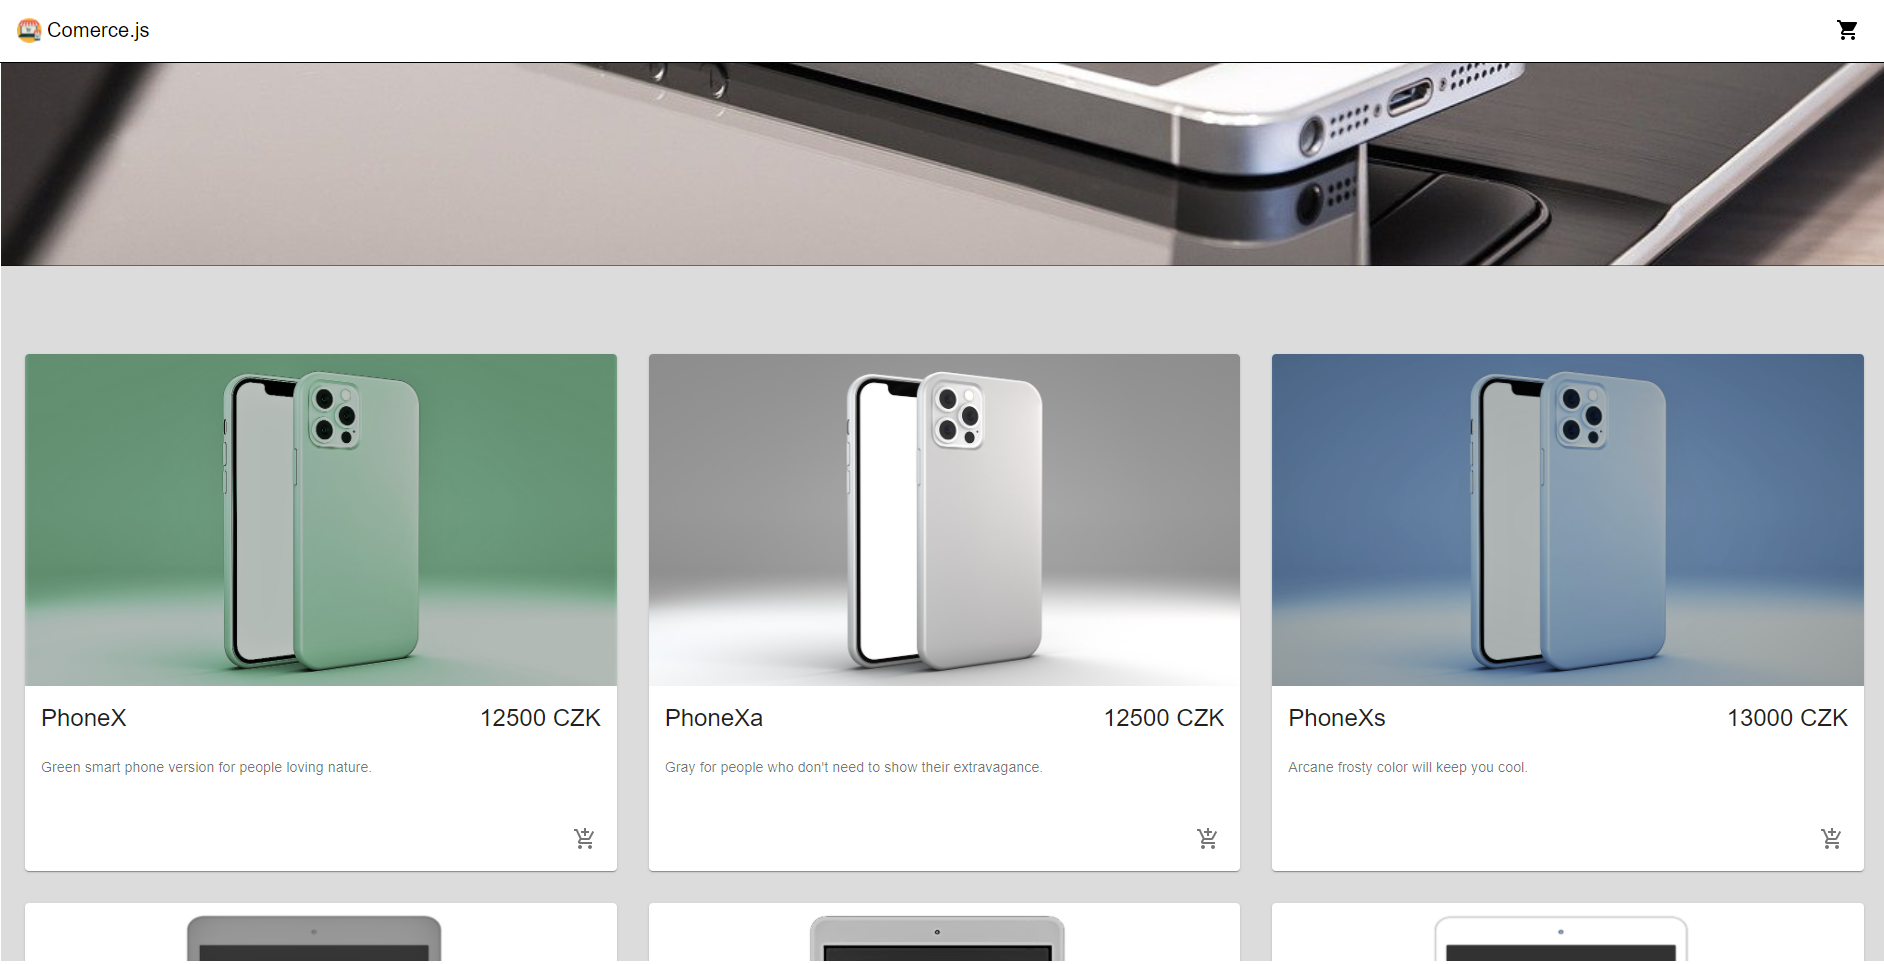 Comerce.js
PhoneX 12500 CZK
Green smart phone version for people loving nature.
PhoneXa 12500 CZK
Gray for people who don't need to show their extravagance.
PhoneXs 13000 CZK
Arcane frosty color will keep you cool.